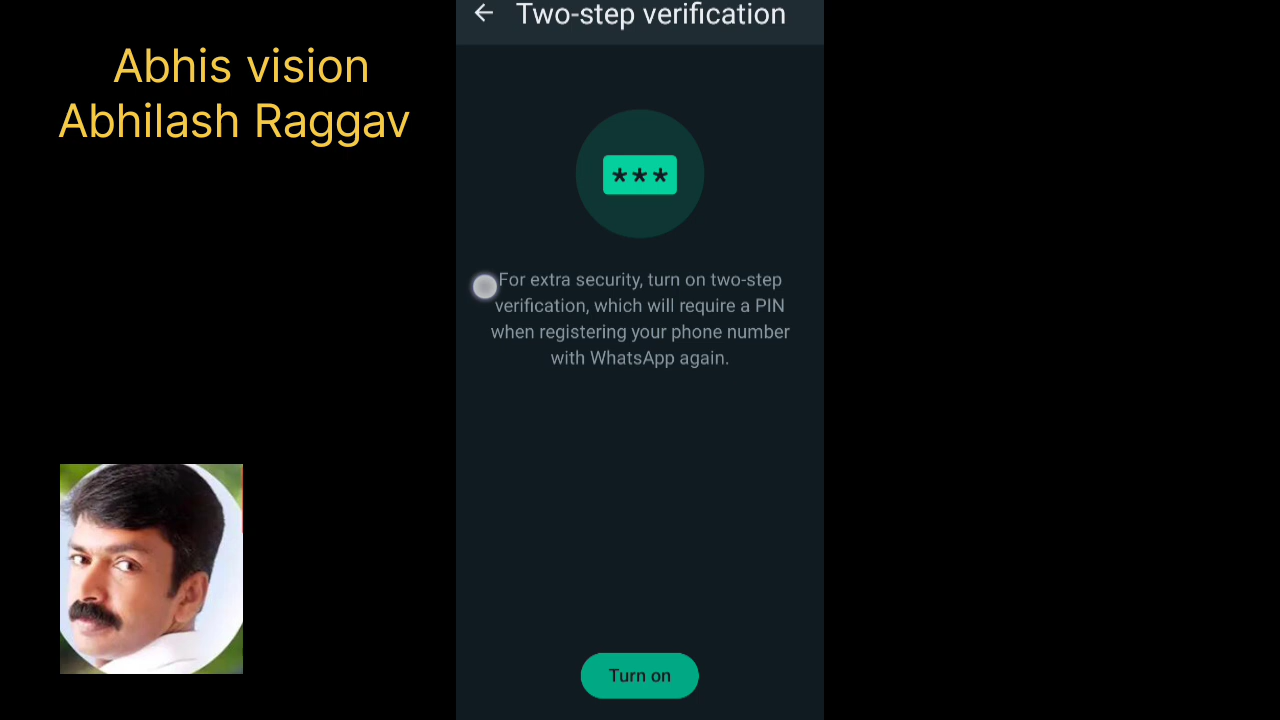 Abhis vision
Abhilash Raggav
Two-step verification
***
For extra security, turn on two-step
verification, which will require a PIN
when registering your phone number
with WhatsApp again.
Turn on